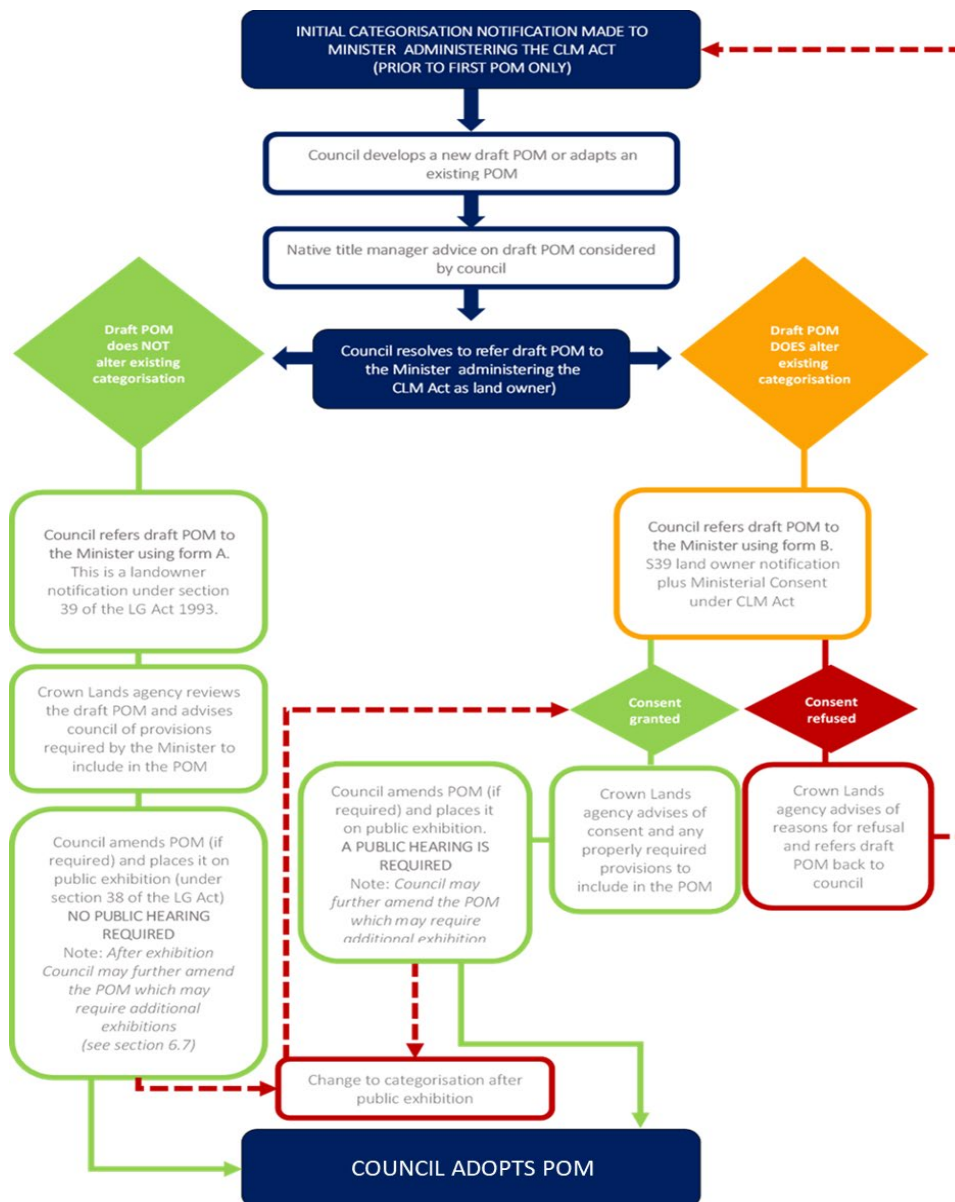 INITIAL CATEGORISATION NOTIFICATION MADE TO
MINISTER ADMINISTERING THE CLM ACT
(PRIOR TO FIRST POM ONLY)
Council develops a new draft POM or adapts an
existing POM
Native title manager advice on draft POM considered
by council
Council resolves to refer draft POM to
the Minister administering the
CLM Act as land owner)
Draft POM
does NOT
alter existing
categorisation
Draft POM
DOES alter
existing
categorisation
Council refers draft POM to
the Minister using form A.
This is a landowner
notification under section
39 of the LG Act 1993.
Crown Lands agency reviews
the draft POM and advises
council of provisions
required by the Minister to
include in the POM
Council amends POM (if
required) and places it on
public exhibition (under
section 38 of the LG Act)
NO PUBLIC HEARING
REQUIRED
Note: After exhibition
Council may further amend
the POM which may
require additional
exhibitions
(see section 6.7)
Council refers draft POM to
the Minister using form B.
S39 land owner notification
plus Ministerial Consent
under CLM Act
Consent
granted
Consent
refused
Crown Lands
agency advises of
consent and any
properly required
provisions to
include in the POM
Crown Lands
agency advises of
reasons for refusal
and refers draft
POM back to
council
Council amends POM (if
required) and places it
on public exhibition.
A PUBLIC HEARING IS
REQUIRED
Note: Council may
further amend the POM
which may require
additional exhibition
Change to categorisation after
public exhibition
COUNCIL ADOPTS POM